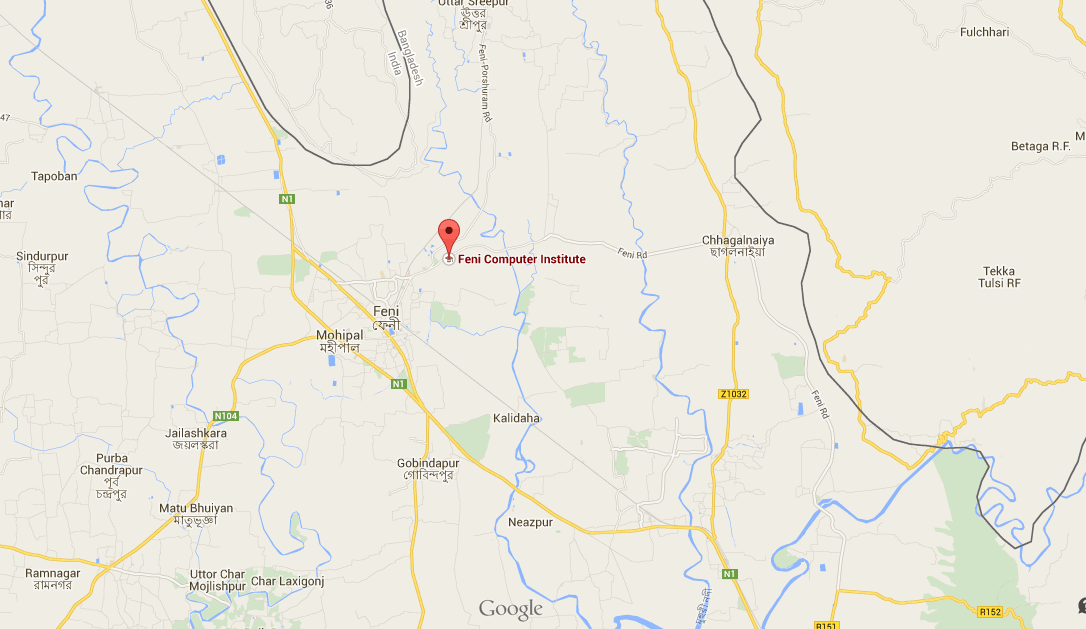 Uttar Sreepur
উত্তর
শ্রীপুর
Fulchhari
Bangladesh
India
Feni-Porshuram Rd
47
Betaga R.F.
Tapoban
N1
Chhagalnaiya
ছাগলনাইয়া
Feni Rd
Sindurpur
সিন্দুর
পুর
Feni Computer Institute
Tekka
Tulsi RF
Feni
ফেনী
Mohipal
মহীপাল
N1
Z1032
Feni Rd
N104
Kalidaha
Jailashkara
জয়লস্করা
Purba
Chandrapur
পূর্ব
চন্দ্রপুর
Gobindapur
গোবিন্দপুর
Matu Bhuiyan
মাতুভূঞা
Neazpur
Ramnagar
রামনগর
Uttor Char
Mojlishpur
Char Laxigonj
N1
Google
R152
R151